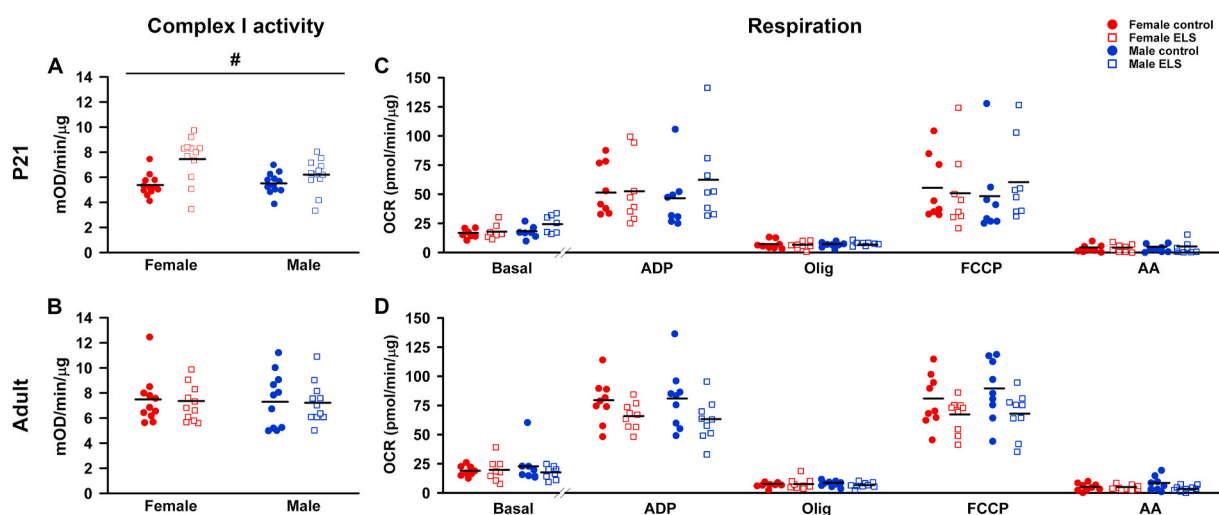 Complex I activity
Respiration
Female control
Female ELS
Male control
Male ELS
P21
A
#
mOD/min/µg
14
12
10
8
6
4
2
0
Female
Male
C
OCR (pmol/min/µg)
150
125
100
75
50
25
0
Basal
ADP
Olig
FCCP
AA
Adult
B
mOD/min/µg
14
12
10
8
6
4
2
0
Female
Male
D
OCR (pmol/min/µg)
150
125
100
75
50
25
0
Basal
ADP
Olig
FCCP
AA